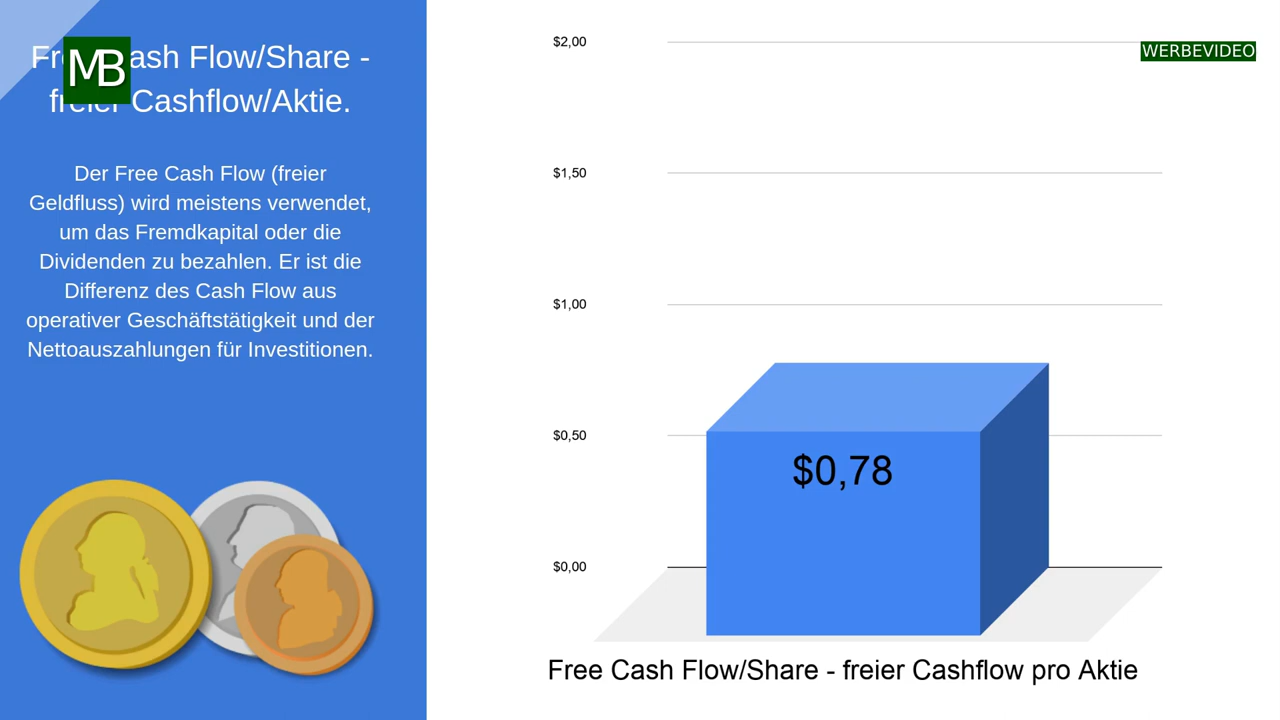 Free Cash Flow/Share -
freier Cashflow/Aktie.
MB
Der Free Cash Flow (freier
Geldfluss) wird meistens verwendet,
um das Fremdkapital oder die
Dividenden zu bezahlen. Er ist die
Differenz des Cash Flow aus
operativer Geschäftstätigkeit und der
Nettoauszahlungen für Investitionen.
WERBEVIDEO
$2,00
$1,50
$1,00
$0,50
$0,00
$0,78
Free Cash Flow/Share - freier Cashflow pro Aktie